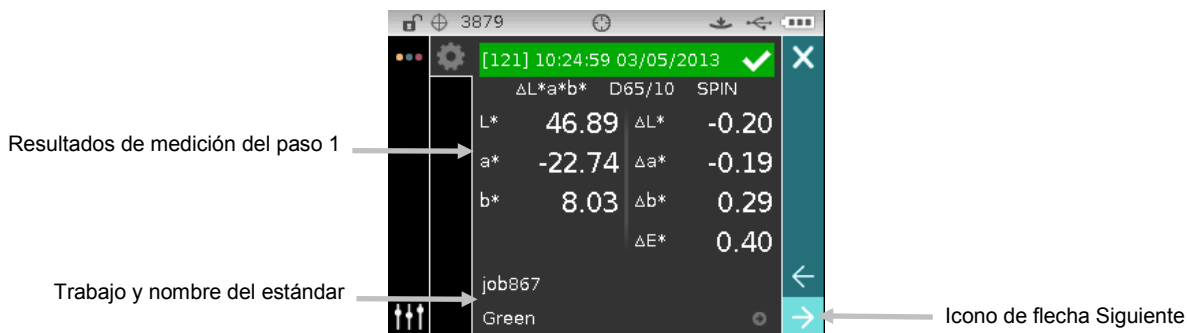 3879
[121] 10:24:59 03/05/2013
ΔL*a*b* D65/10 SPIN
L* 46.89 ΔL* -0.20
a* -22.74 Δa* -0.19
b* 8.03 Δb* 0.29
ΔE* 0.40
job867
Green
Resultados de medición del paso 1
Trabajo y nombre del estándar
Icono de flecha Siguiente